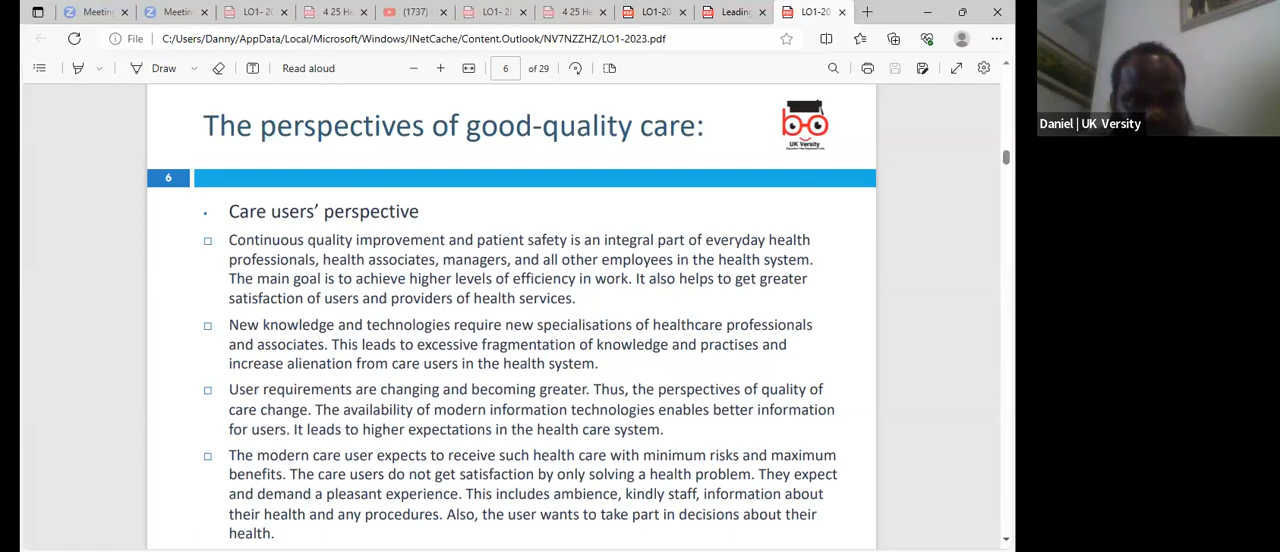 Meetin
Meetin
LO1- 20
4 25 He
(1737)
LO1- 20
4 25 He
LO1-20
Leading
LO1-20
File
C:/Users/Danny/AppData/Local/Microsoft/Windows/INetCache/Content.Outlook/NV7NZZHZ/LO1-2023.pdf
Draw
Read aloud
6
of 29
Daniel | UK Versity
The perspectives of good-quality care:
UK Versity
6
Care users' perspective
Continuous quality improvement and patient safety is an integral part of everyday health
professionals, health associates, managers, and all other employees in the health system.
The main goal is to achieve higher levels of efficiency in work. It also helps to get greater
satisfaction of users and providers of health services.
New knowledge and technologies require new specialisations of healthcare professionals
and associates. This leads to excessive fragmentation of knowledge and practises and
increase alienation from care users in the health system.
User requirements are changing and becoming greater. Thus, the perspectives of quality of
care change. The availability of modern information technologies enables better information
for users. It leads to higher expectations in the health care system.
The modern care user expects to receive such health care with minimum risks and maximum
benefits. The care users do not get satisfaction by only solving a health problem. They expect
and demand a pleasant experience. This includes ambience, kindly staff, information about
their health and any procedures. Also, the user wants to take part in decisions about their
health.